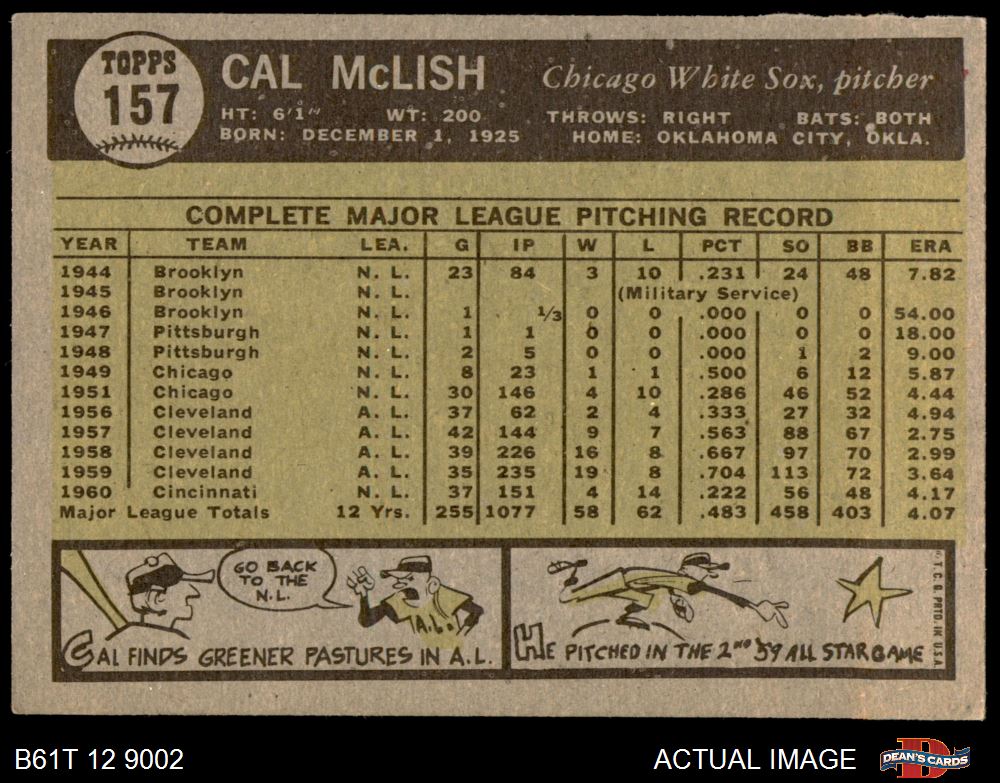 TOPPS
157
CAL McLISH Chicago White Sox, pitcher
HT: 6'1" WT: 200 THROWS: RIGHT BATS: BOTH
BORN: DECEMBER 1, 1925 HOME: OKLAHOMA CITY, OKLA.
COMPLETE MAJOR LEAGUE PITCHING RECORD
YEAR TEAM LEA. G IP W L PCT SO BB ERA
1944 Brooklyn N. L. 23 84 3 10 .231 24 48 7.82
1945 Brooklyn N. L. (Military Service)
1946 Brooklyn N. L. 1 1/3 0 0 .000 0 0 54.00
1947 Pittsburgh N. L. 1 1 0 0 .000 0 0 18.00
1948 Pittsburgh N. L. 2 5 0 0 .000 1 2 9.00
1949 Chicago N. L. 8 23 1 1 .500 6 12 5.87
1951 Chicago N. L. 30 146 4 10 .286 46 52 4.44
1956 Cleveland A. L. 37 62 2 4 .333 27 32 4.94
1957 Cleveland A. L. 42 144 9 7 .563 88 67 2.75
1958 Cleveland A. L. 39 226 16 8 .667 97 70 2.99
1959 Cleveland A. L. 35 235 19 8 .704 113 72 3.64
1960 Cincinnati N. L. 37 151 4 14 .222 56 48 4.17
Major League Totals 12 Yrs. 255 1077 58 62 .483 458 403 4.07
GO BACK
TO THE
N.L.
A.L.
CAL FINDS GREENER PASTURES IN A.L.
HE PITCHED IN THE 2ND '59 ALL STAR GAME
T. C. G. PRTD. IN U.S.A.
B61T 12 9002
ACTUAL IMAGE
DEAN'S CARDS